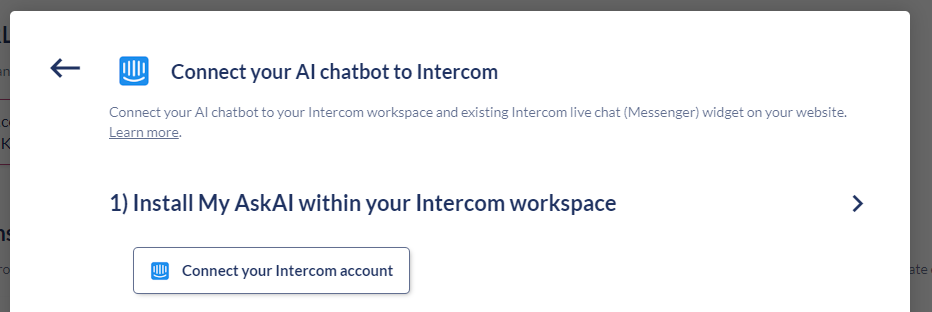 Connect your AI chatbot to Intercom
Connect your AI chatbot to your Intercom workspace and existing Intercom live chat (Messenger) widget on your website.
Learn more.
1) Install My AskAI within your Intercom workspace
Connect your Intercom account